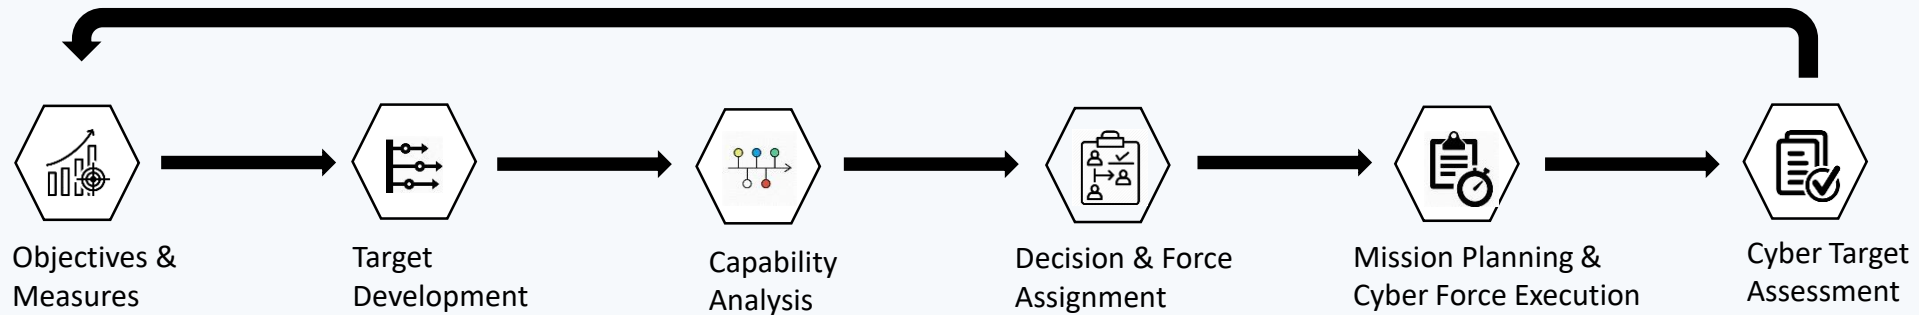 Objectives &
Measures
Target
Development
Capability
Analysis
Decision & Force
Assignment
Mission Planning &
Cyber Force Execution
Cyber Target
Assessment